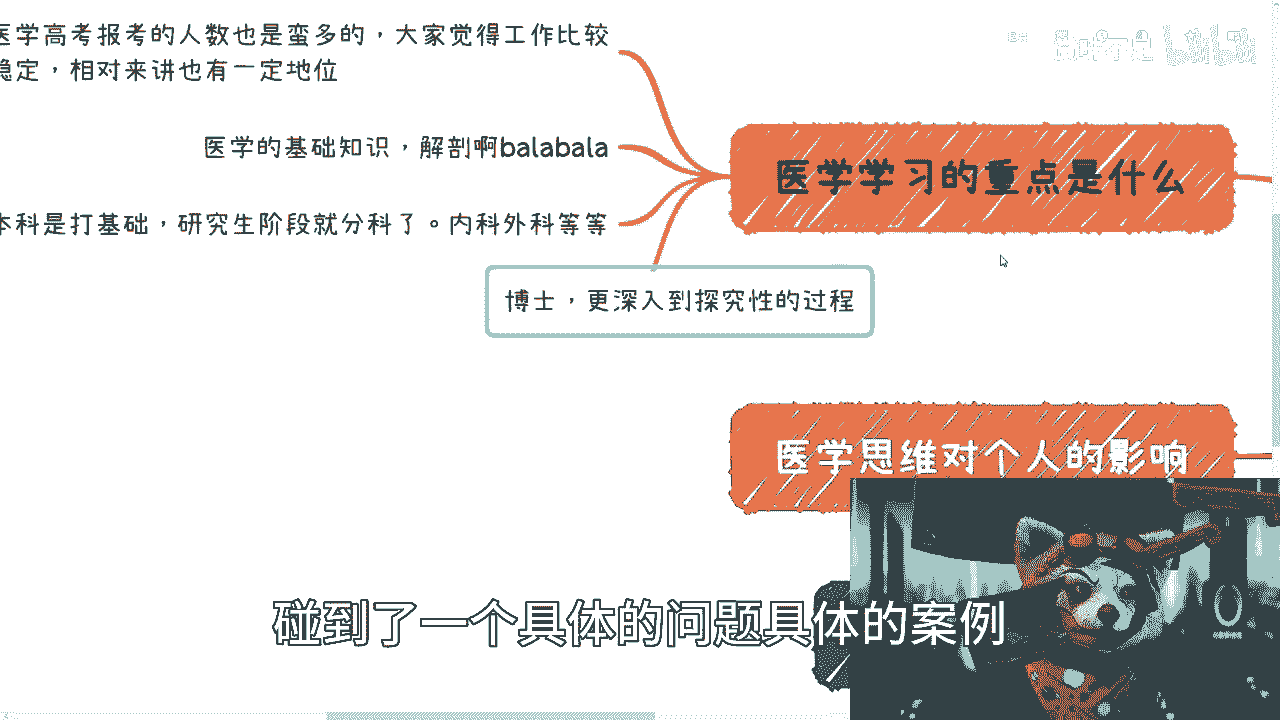 医学高考报考的人数也是蛮多的，大家觉得工作比较
稳定，相对来讲也有一定地位
医学的基础知识，解剖啊balabala
本科是打基础，研究生阶段就分科了。内科外科等等
博士，更深入到探究性的过程
医学学习的重点是什么
医学思维对个人的影响
碰到了一个具体的问题具体的案例